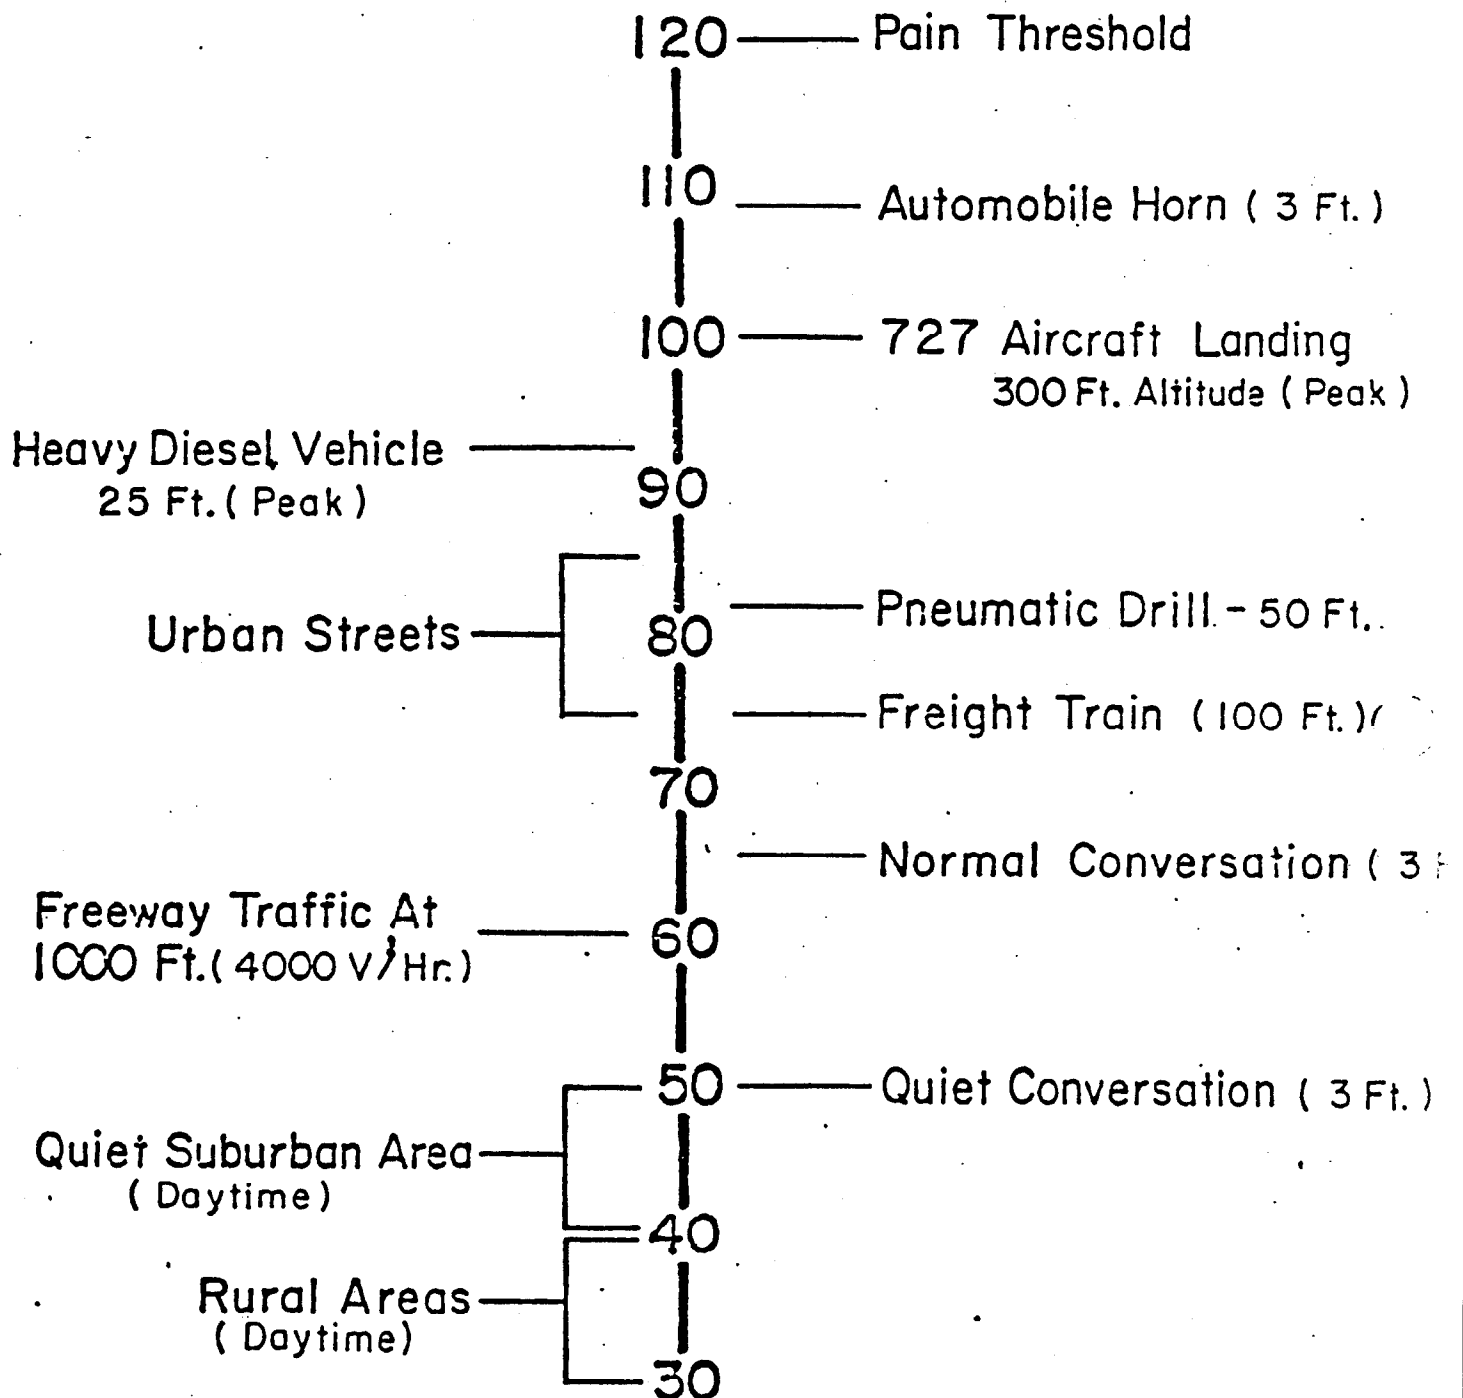 120 Pain Threshold
110
Automobile Horn ( 3 Ft. )
100 727 Aircraft Landing
300 Ft. Altitude ( Peak )
Heavy Diesel Vehicle
25 Ft. ( Peak )
90
Pneumatic Drill - 50 Ft.
Urban Streets 80
Freight Train ( 100 Ft. )
70
Normal Conversation ( 3
Freeway Traffic At
1000 Ft. ( 4000 V/Hr. )
60
50 Quiet Conversation ( 3 Ft. )
Quiet Suburban Area
( Daytime )
40
Rural Areas
( Daytime )
30